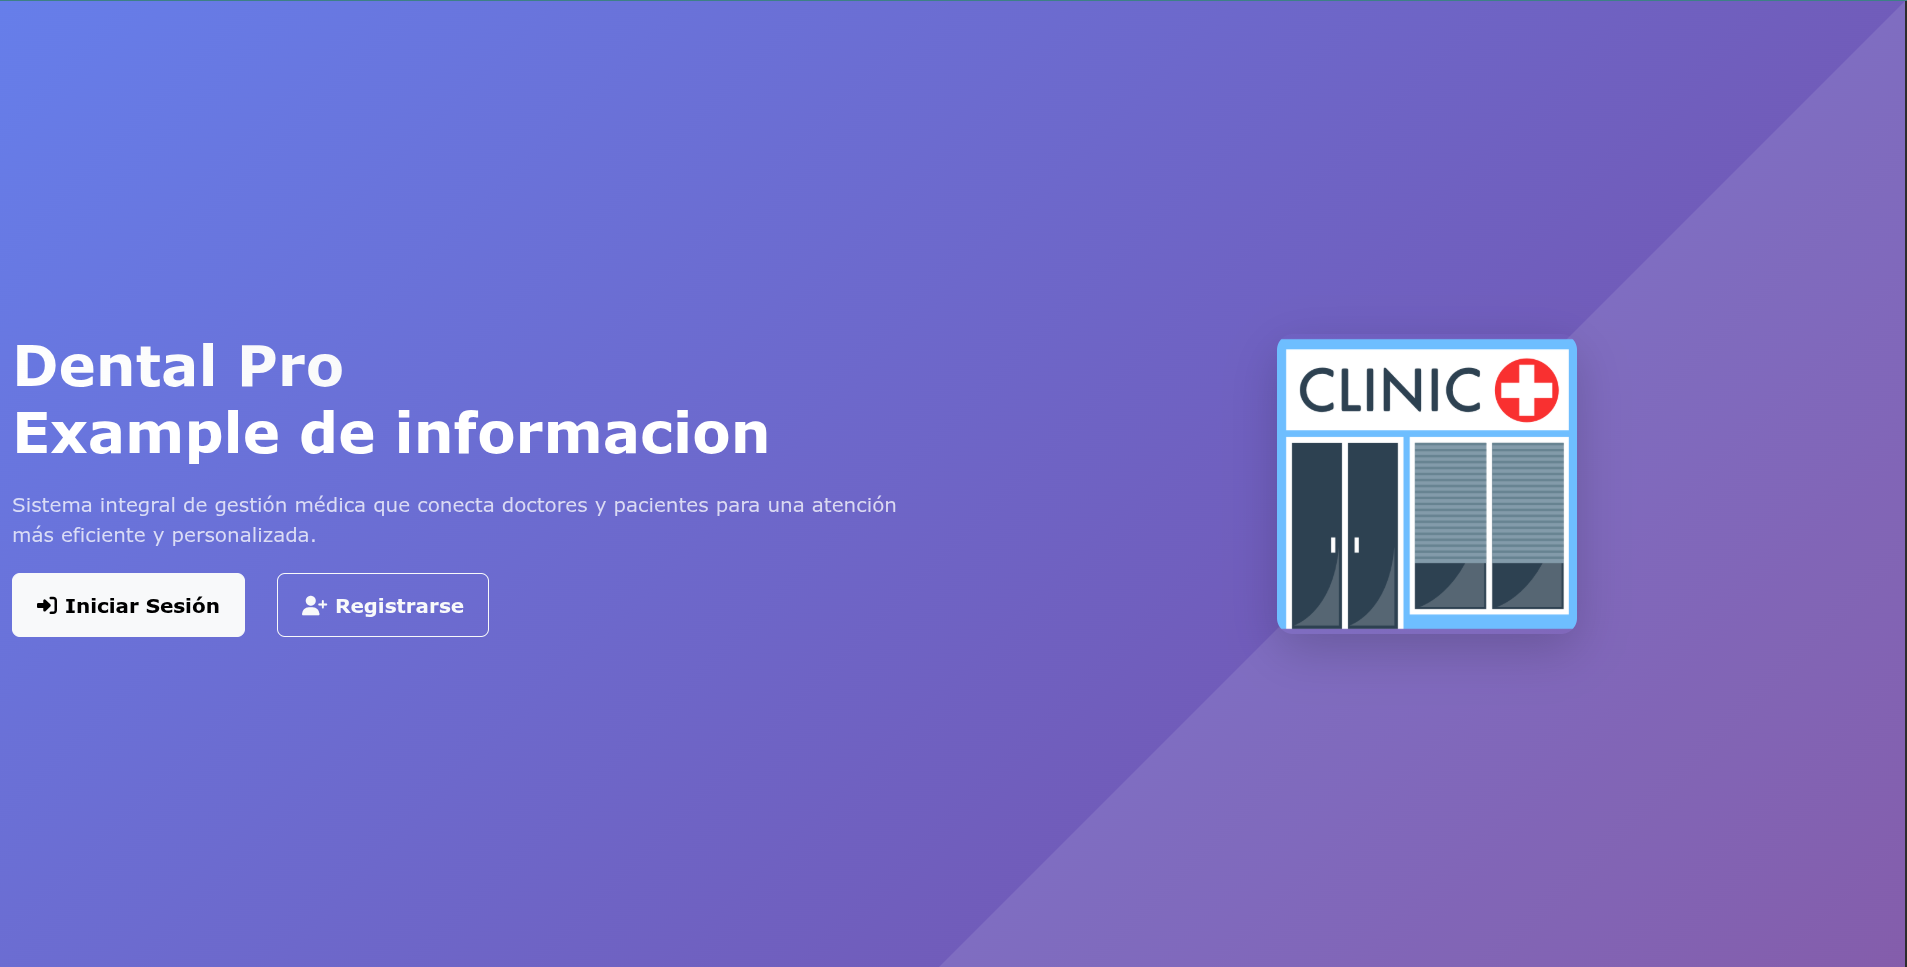 Dental Pro
Example de informacion
Sistema integral de gestión médica que conecta doctores y pacientes para una atención
más eficiente y personalizada.
Iniciar Sesión
Registrarse
CLINIC